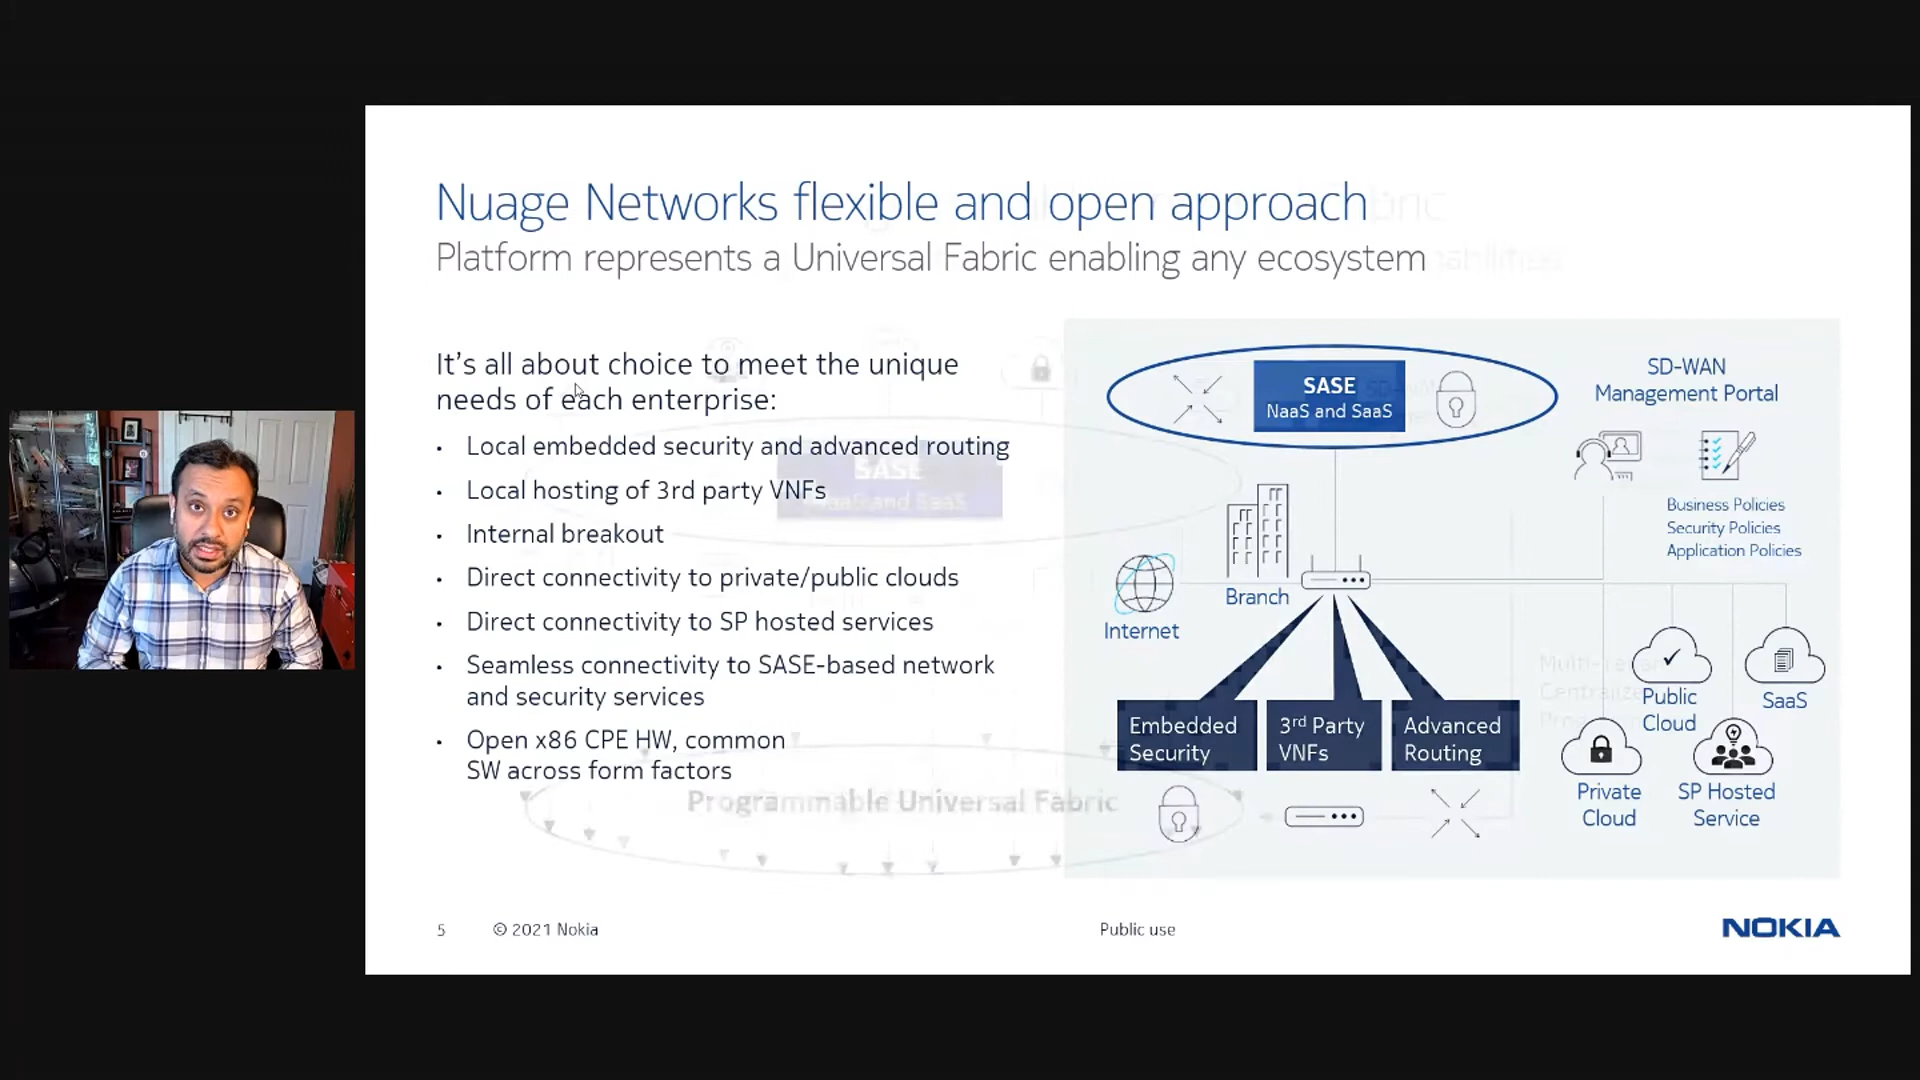 Nuage Networks flexible and open approach
Platform represents a Universal Fabric enabling any ecosystem
It's all about choice to meet the unique
needs of each enterprise:
• Local embedded security and advanced routing
• Local hosting of 3rd party VNFs
• Internal breakout
• Direct connectivity to private/public clouds
• Direct connectivity to SP hosted services
• Seamless connectivity to SASE-based network
and security services
• Open x86 CPE HW, common
SW across form factors
SASE
NaaS and SaaS
Programmable Universal Fabric
SASE
NaaS and SaaS
SD-WAN
Management Portal
Business Policies
Security Policies
Application Policies
Branch
Internet
Embedded
Security
3rd Party
VNFs
Advanced
Routing
Public
Cloud
SaaS
Private
Cloud
SP Hosted
Service
5
© 2021 Nokia
Public use
NOKIA